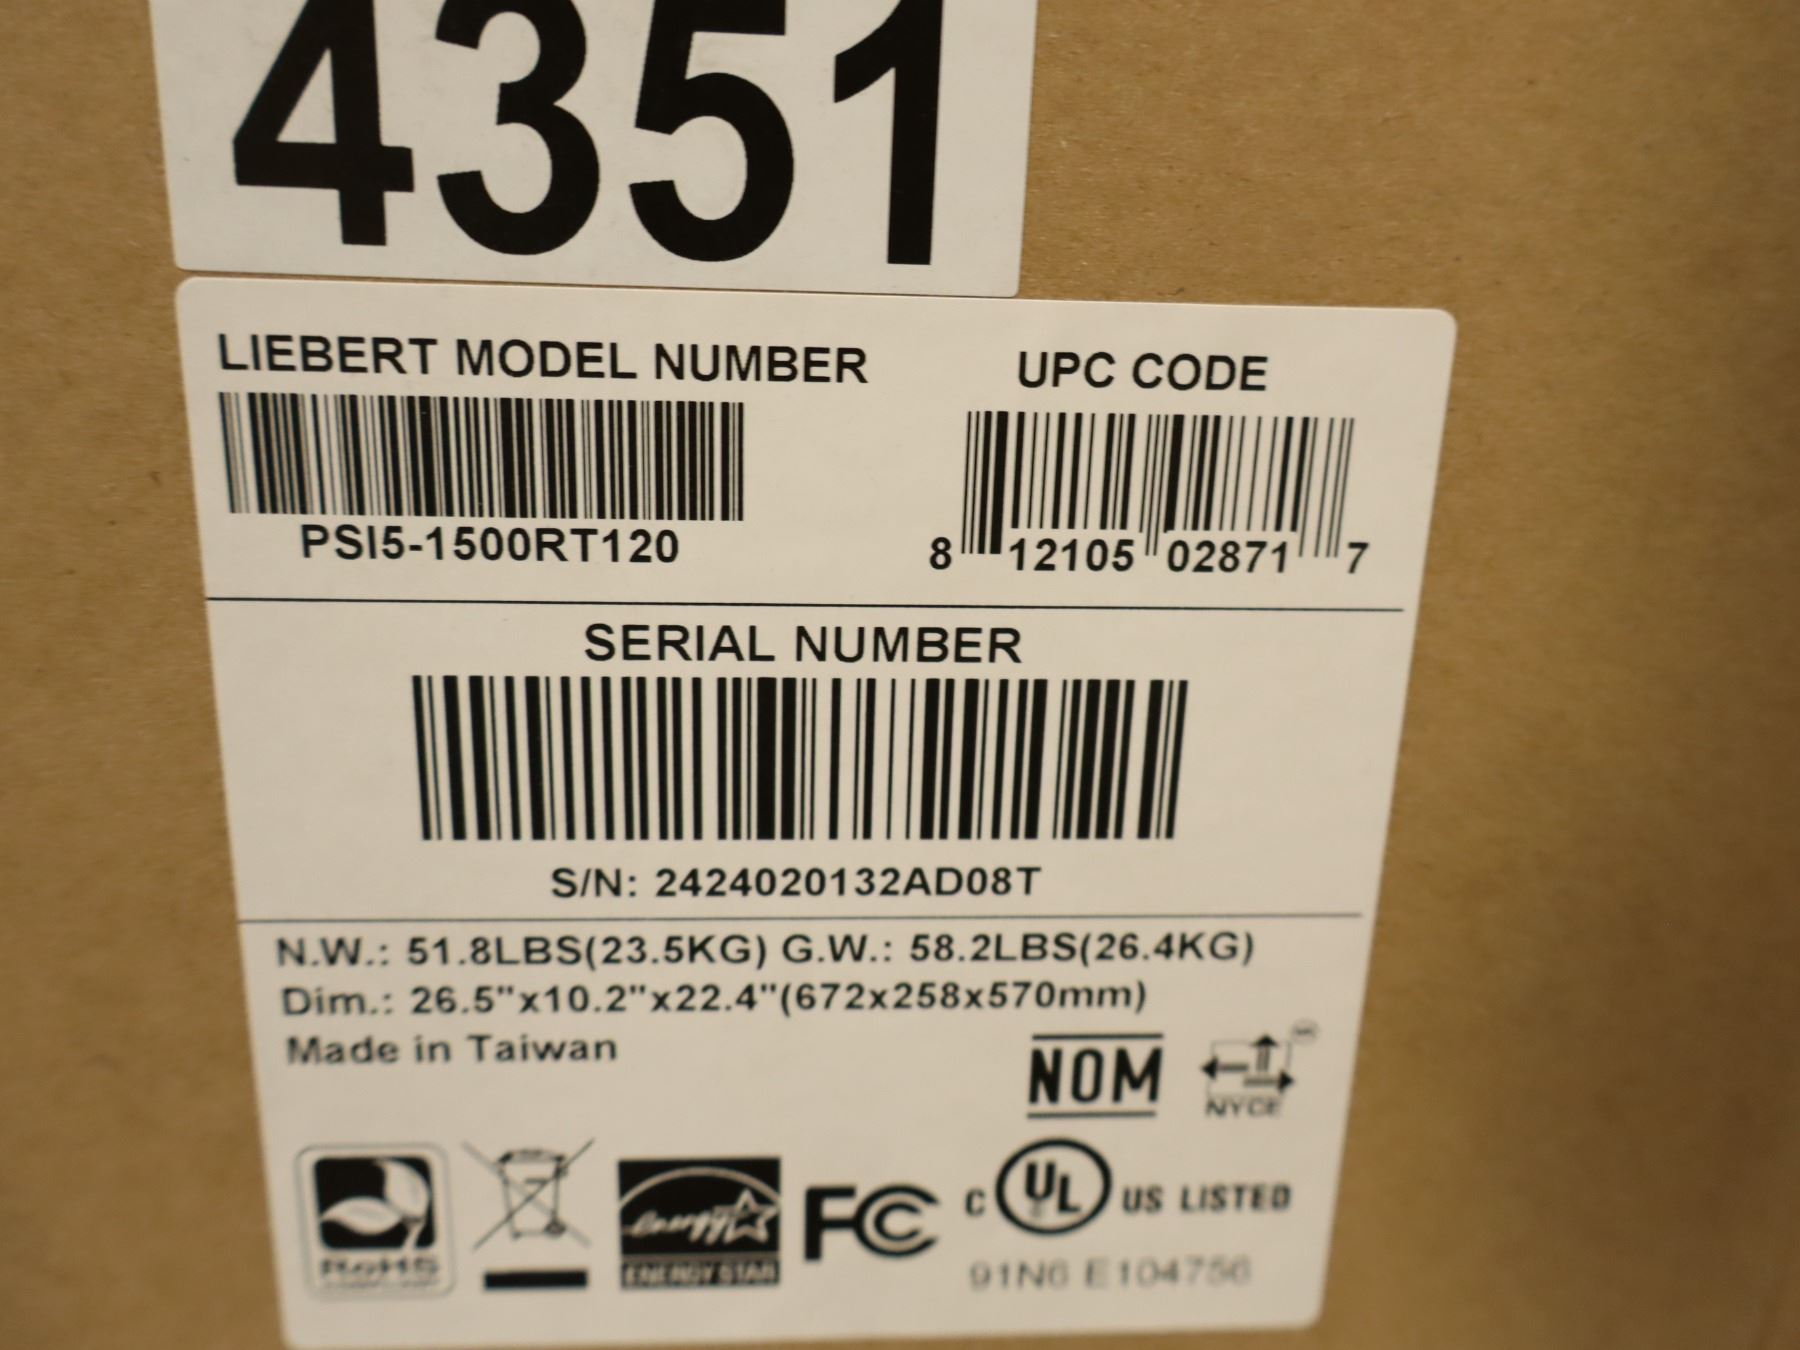 4351
LIEBERT MODEL NUMBER
PSI5-1500RT120
UPC CODE
8 12105 02871 7
SERIAL NUMBER
S/N: 2424020132AD08T
N.W.: 51.8LBS(23.5KG) G.W.: 58.2LBS(26.4KG)
Dim.: 26.5"x10.2"x22.4"(672x258x570mm)
Made in Taiwan
NOM
NYCE
RoHS
energy
ENERGY STAR
FC
C UL US LISTED
91N6 E104756